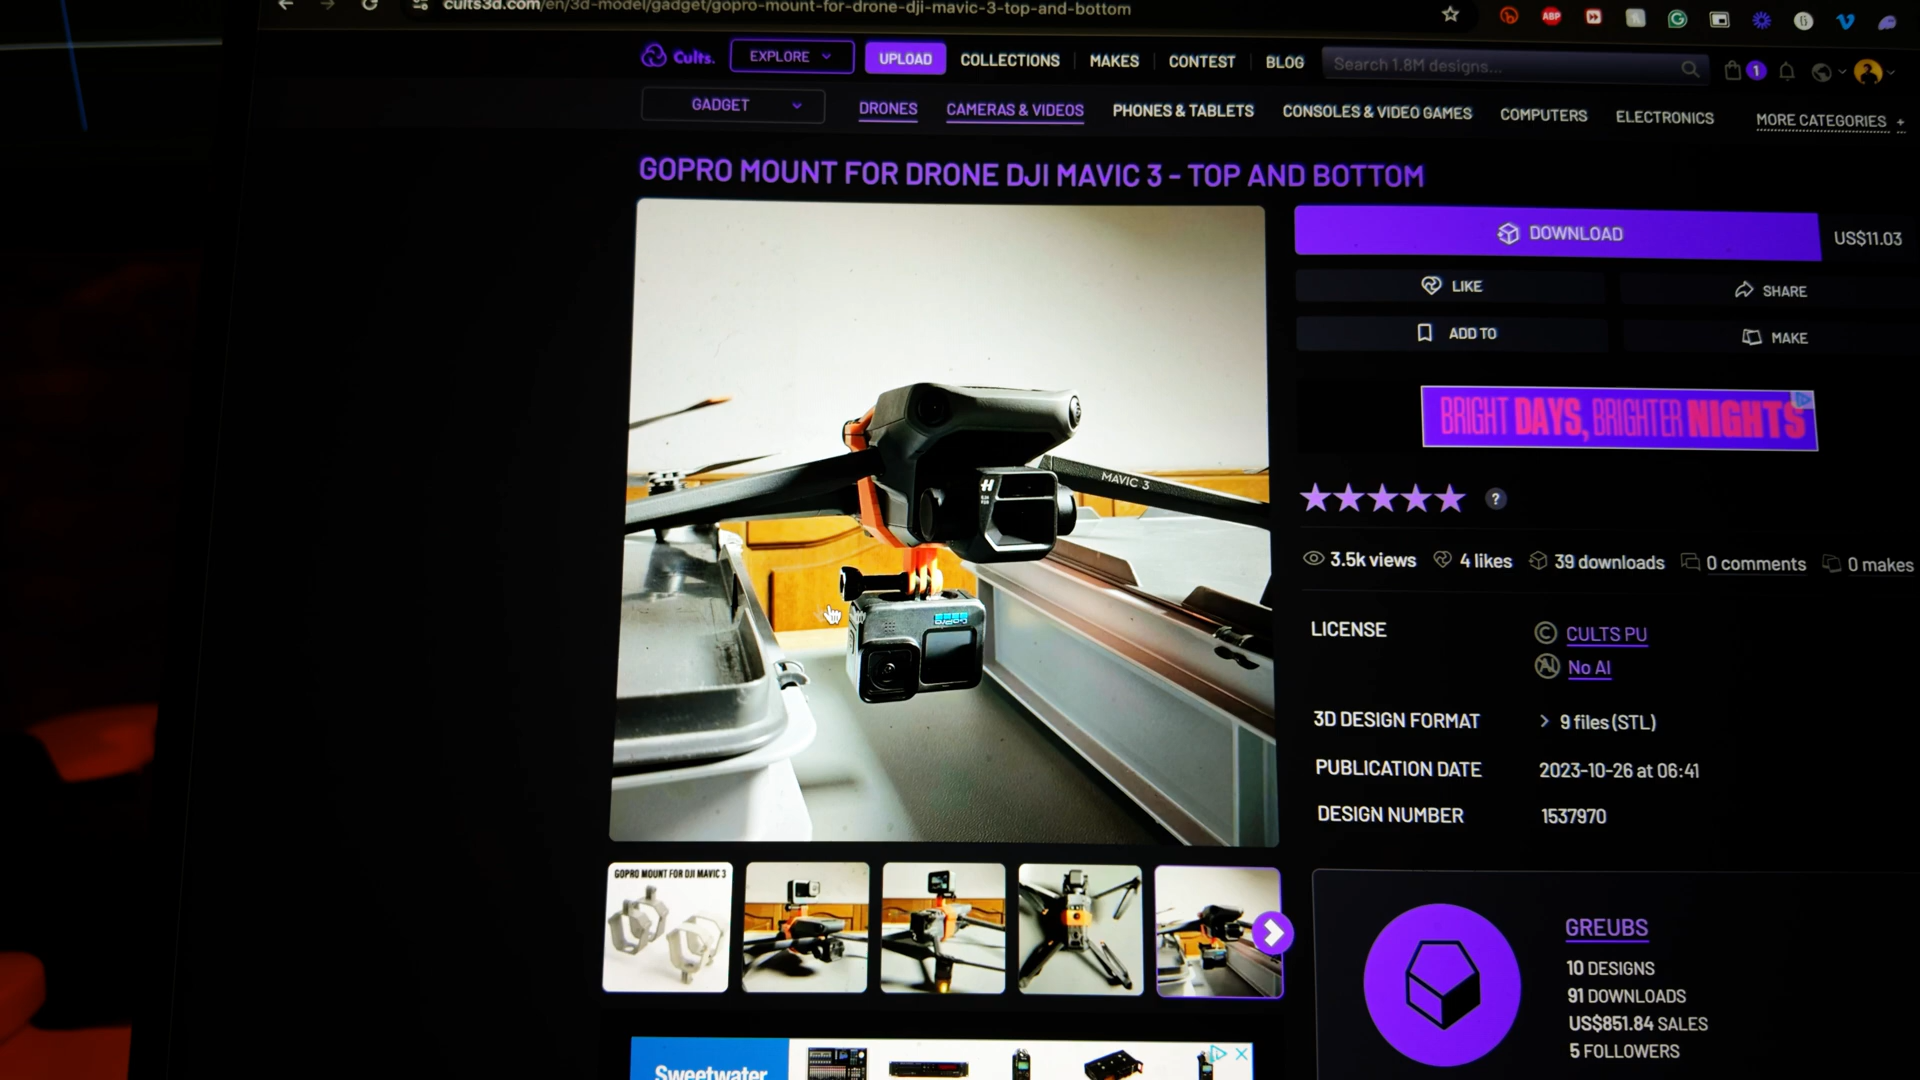 cults3d.com/en/3d-model/gadget/gopro-mount-for-drone-dji-mavic-3-top-and-bottom
ABP
Cults.
EXPLORE
UPLOAD
COLLECTIONS
MAKES
CONTEST
BLOG
Search 1.8M designs...
1
GADGET
DRONES
CAMERAS & VIDEOS
PHONES & TABLETS
CONSOLES & VIDEO GAMES
COMPUTERS
ELECTRONICS
MORE CATEGORIES +
GOPRO MOUNT FOR DRONE DJI MAVIC 3 - TOP AND BOTTOM
DOWNLOAD
US$11.03
LIKE
SHARE
ADD TO
MAKE
BRIGHT DAYS, BRIGHTER NIGHTS
MAVIC 3
H
GoPro
?
3.5k views
4 likes
39 downloads
0 comments
0 makes
LICENSE
CULTS PU
No AI
3D DESIGN FORMAT
9 files (STL)
PUBLICATION DATE
2023-10-26 at 06:41
DESIGN NUMBER
1537970
GOPRO MOUNT FOR DJI MAVIC 3
GREUBS
10 DESIGNS
91 DOWNLOADS
US$851.84 SALES
5 FOLLOWERS
Sweetwater